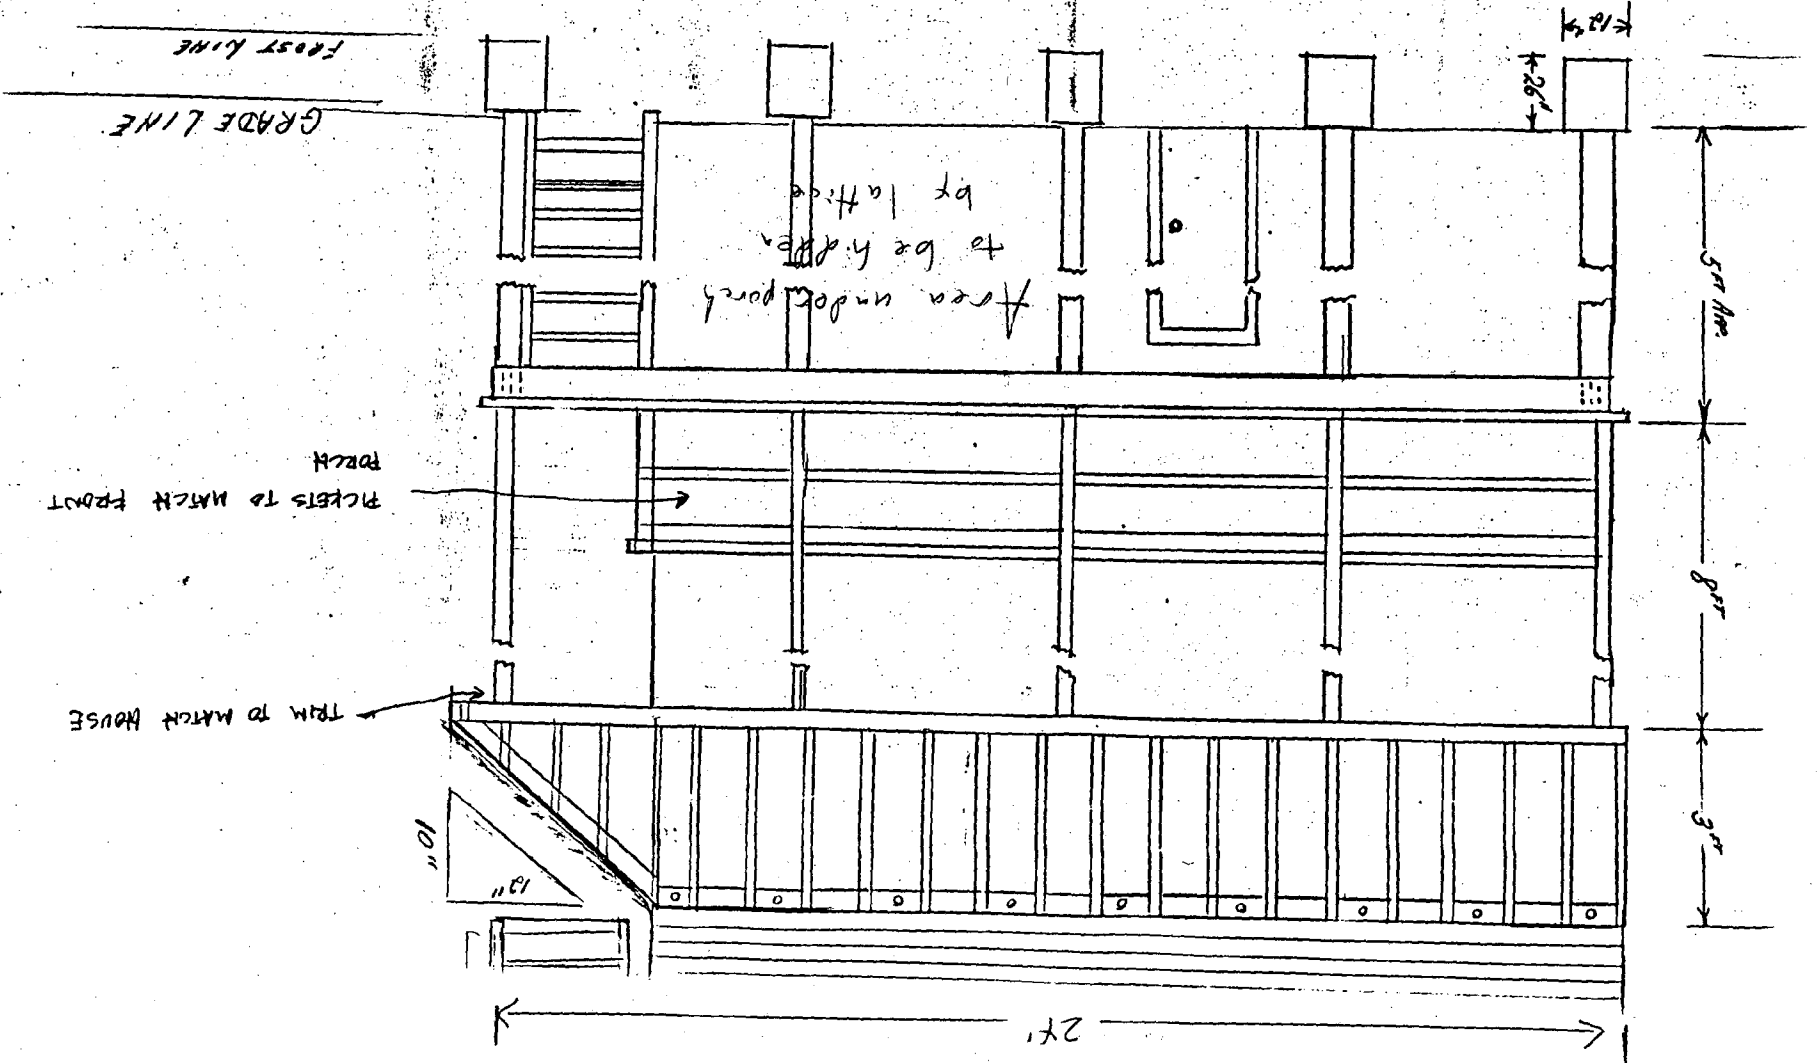 24'
12"
10"
3FT
TRIM TO MATCH HOUSE
8FT
PICKETS TO MATCH FRONT
PORCH
5FT APP.
Area under porch
to be hidden
by lattice
GRADE LINE
26"
FROST LINE
12"